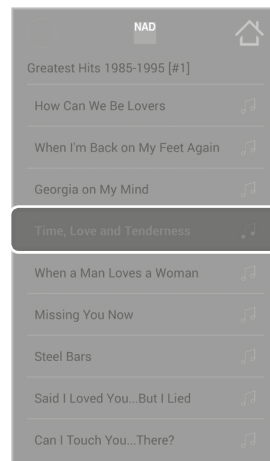 NAD
Greatest Hits 1985-1995 [#1]
How Can We Be Lovers
When I'm Back on My Feet Again
Georgia on My Mind
Time, Love and Tenderness
When a Man Loves a Woman
Missing You Now
Steel Bars
Said I Loved You...But I Lied
Can I Touch You...There?